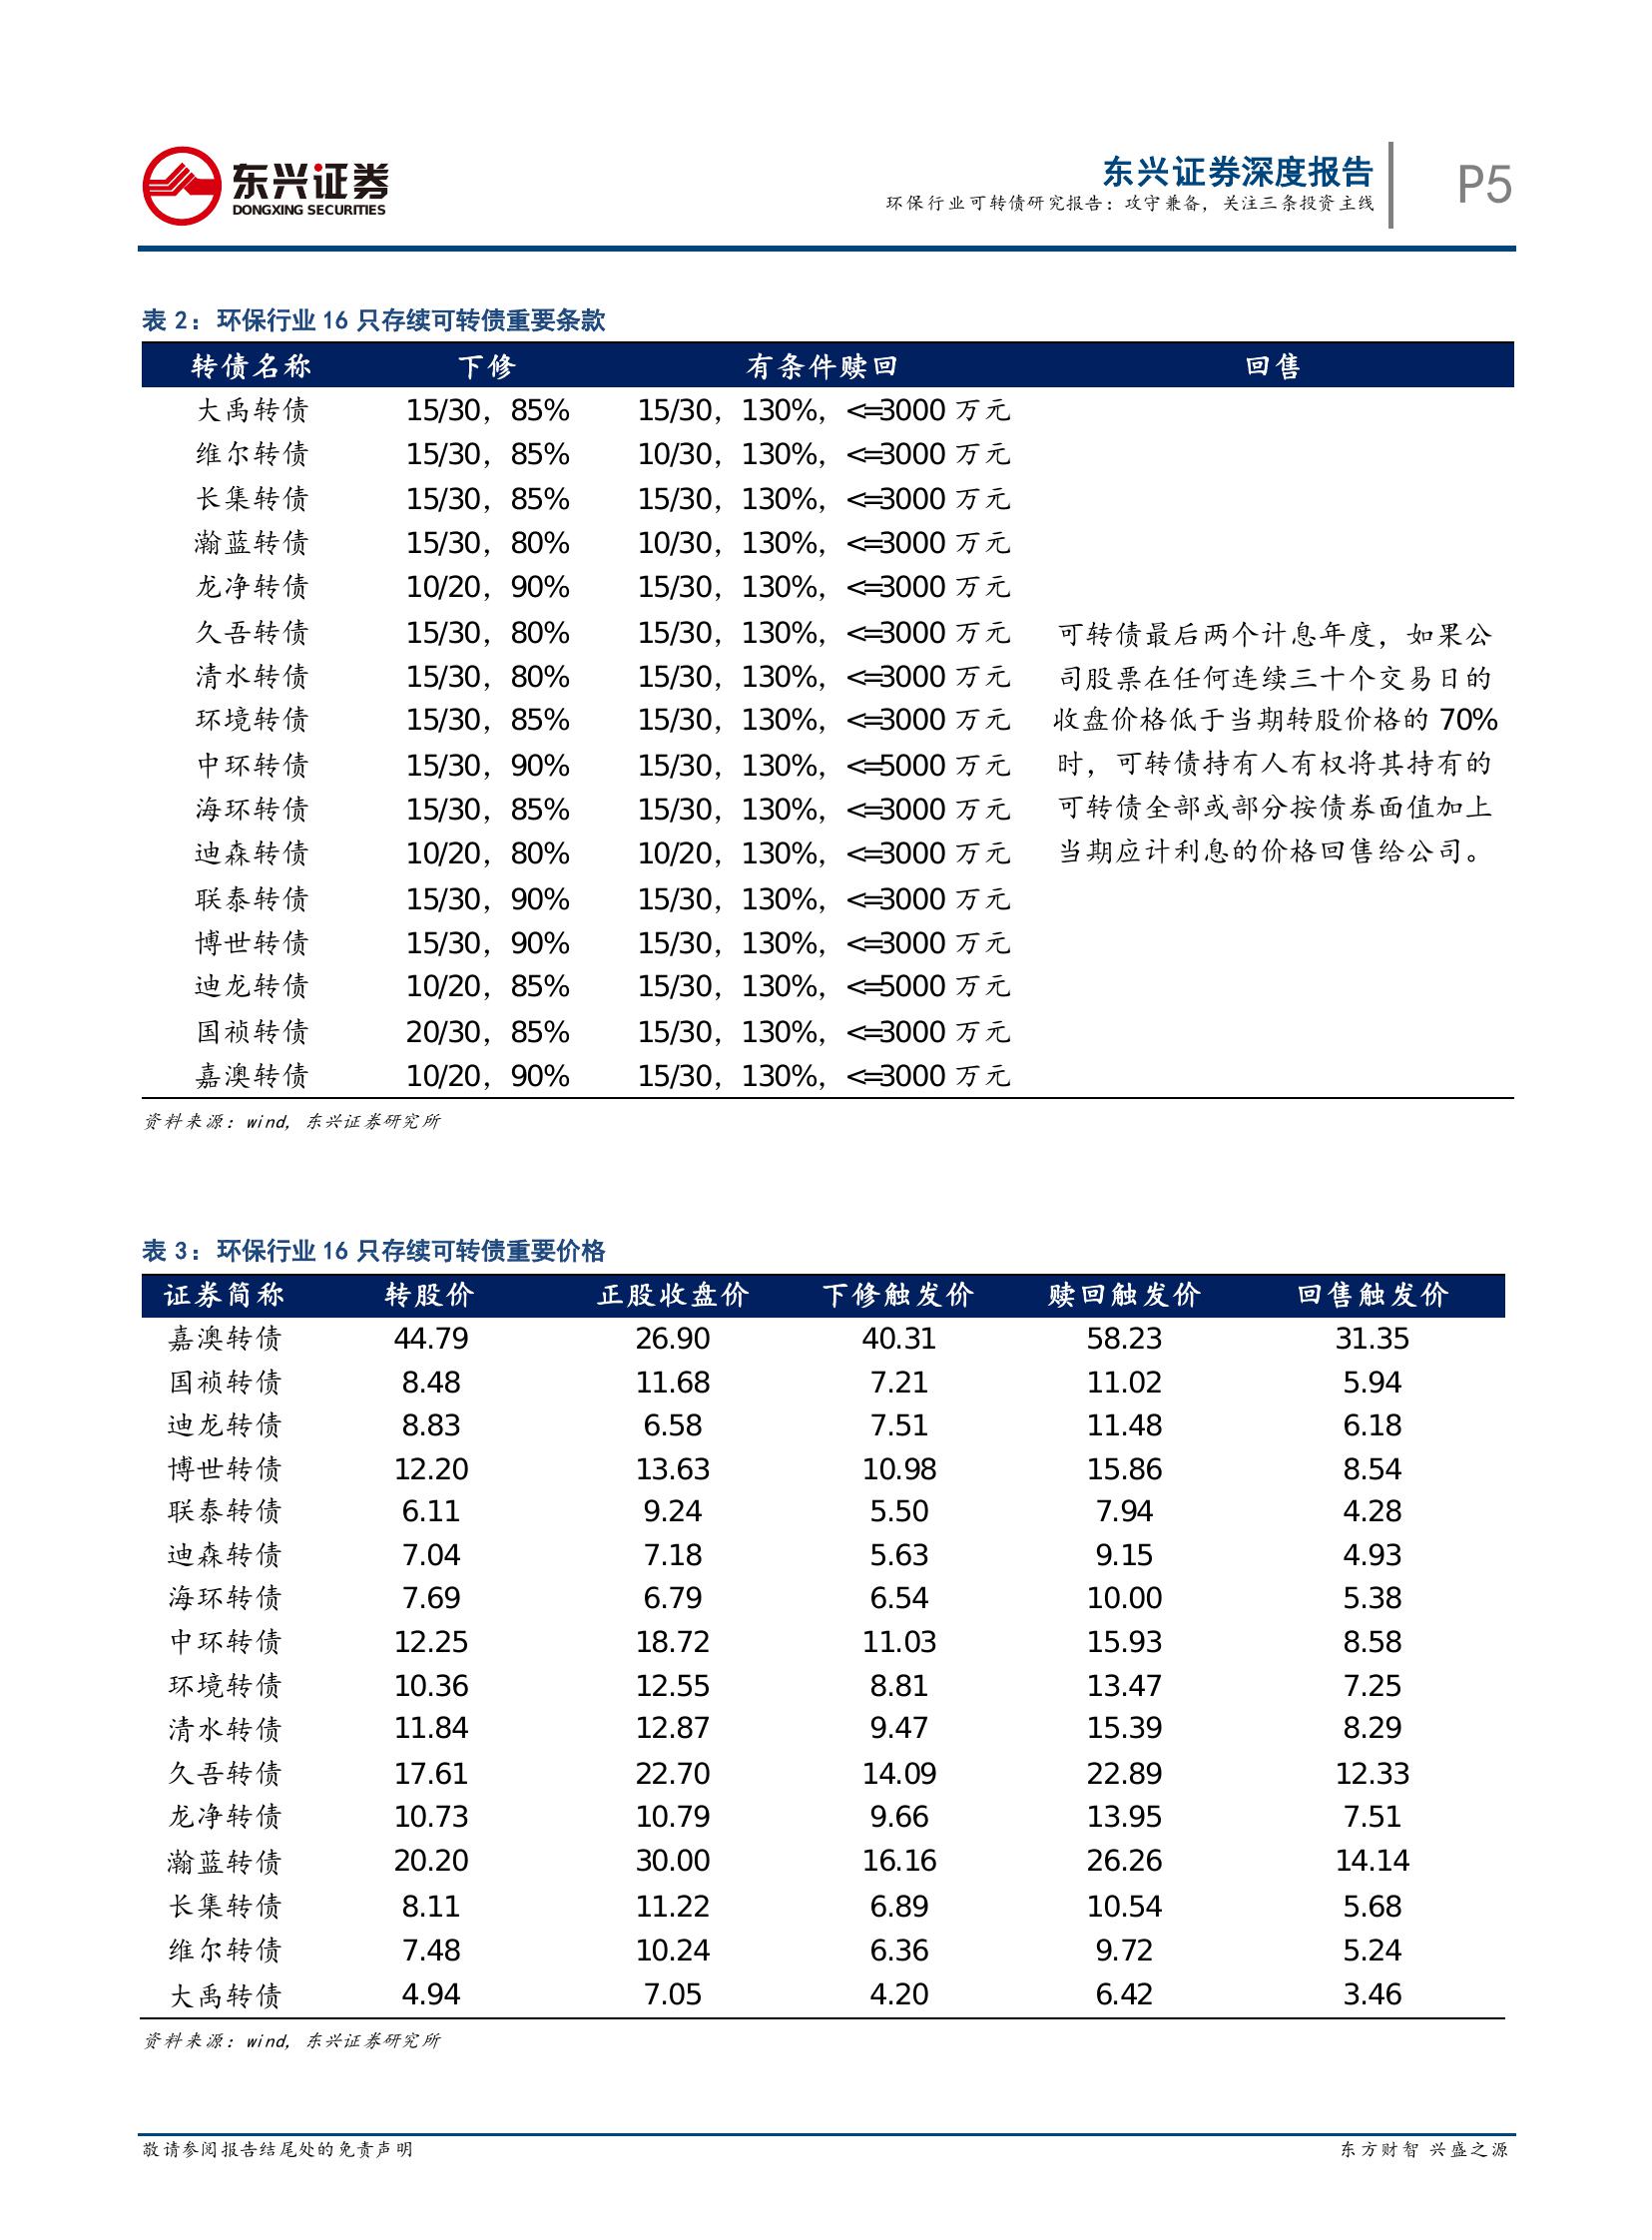 东兴证券
DONGXING SECURITIES
东兴证券深度报告
环保行业可转债研究报告：攻守兼备，关注三条投资主线
P5
表 2：环保行业 16 只存续可转债重要条款
转债名称 下修 有条件赎回 回售
大禹转债 15/30，85% 15/30，130%，<=3000 万元
维尔转债 15/30，85% 10/30，130%，<=3000 万元
长集转债 15/30，85% 15/30，130%，<=3000 万元
瀚蓝转债 15/30，80% 10/30，130%，<=3000 万元
龙净转债 10/20，90% 15/30，130%，<=3000 万元
久吾转债 15/30，80% 15/30，130%，<=3000 万元 可转债最后两个计息年度，如果公
清水转债 15/30，80% 15/30，130%，<=3000 万元 司股票在任何连续三十个交易日的
环境转债 15/30，85% 15/30，130%，<=3000 万元 收盘价格低于当期转股价格的 70%
中环转债 15/30，90% 15/30，130%，<=5000 万元 时，可转债持有人有权将其持有的
海环转债 15/30，85% 15/30，130%，<=3000 万元 可转债全部或部分按债券面值加上
迪森转债 10/20，80% 10/20，130%，<=3000 万元 当期应计利息的价格回售给公司。
联泰转债 15/30，90% 15/30，130%，<=3000 万元
博世转债 15/30，90% 15/30，130%，<=3000 万元
迪龙转债 10/20，85% 15/30，130%，<=5000 万元
国祯转债 20/30，85% 15/30，130%，<=3000 万元
嘉澳转债 10/20，90% 15/30，130%，<=3000 万元
资料来源：wind，东兴证券研究所
表 3：环保行业 16 只存续可转债重要价格
证券简称 转股价 正股收盘价 下修触发价 赎回触发价 回售触发价
嘉澳转债 44.79 26.90 40.31 58.23 31.35
国祯转债 8.48 11.68 7.21 11.02 5.94
迪龙转债 8.83 6.58 7.51 11.48 6.18
博世转债 12.20 13.63 10.98 15.86 8.54
联泰转债 6.11 9.24 5.50 7.94 4.28
迪森转债 7.04 7.18 5.63 9.15 4.93
海环转债 7.69 6.79 6.54 10.00 5.38
中环转债 12.25 18.72 11.03 15.93 8.58
环境转债 10.36 12.55 8.81 13.47 7.25
清水转债 11.84 12.87 9.47 15.39 8.29
久吾转债 17.61 22.70 14.09 22.89 12.33
龙净转债 10.73 10.79 9.66 13.95 7.51
瀚蓝转债 20.20 30.00 16.16 26.26 14.14
长集转债 8.11 11.22 6.89 10.54 5.68
维尔转债 7.48 10.24 6.36 9.72 5.24
大禹转债 4.94 7.05 4.20 6.42 3.46
资料来源：wind，东兴证券研究所
敬请参阅报告结尾处的免责声明
东方财智 兴盛之源